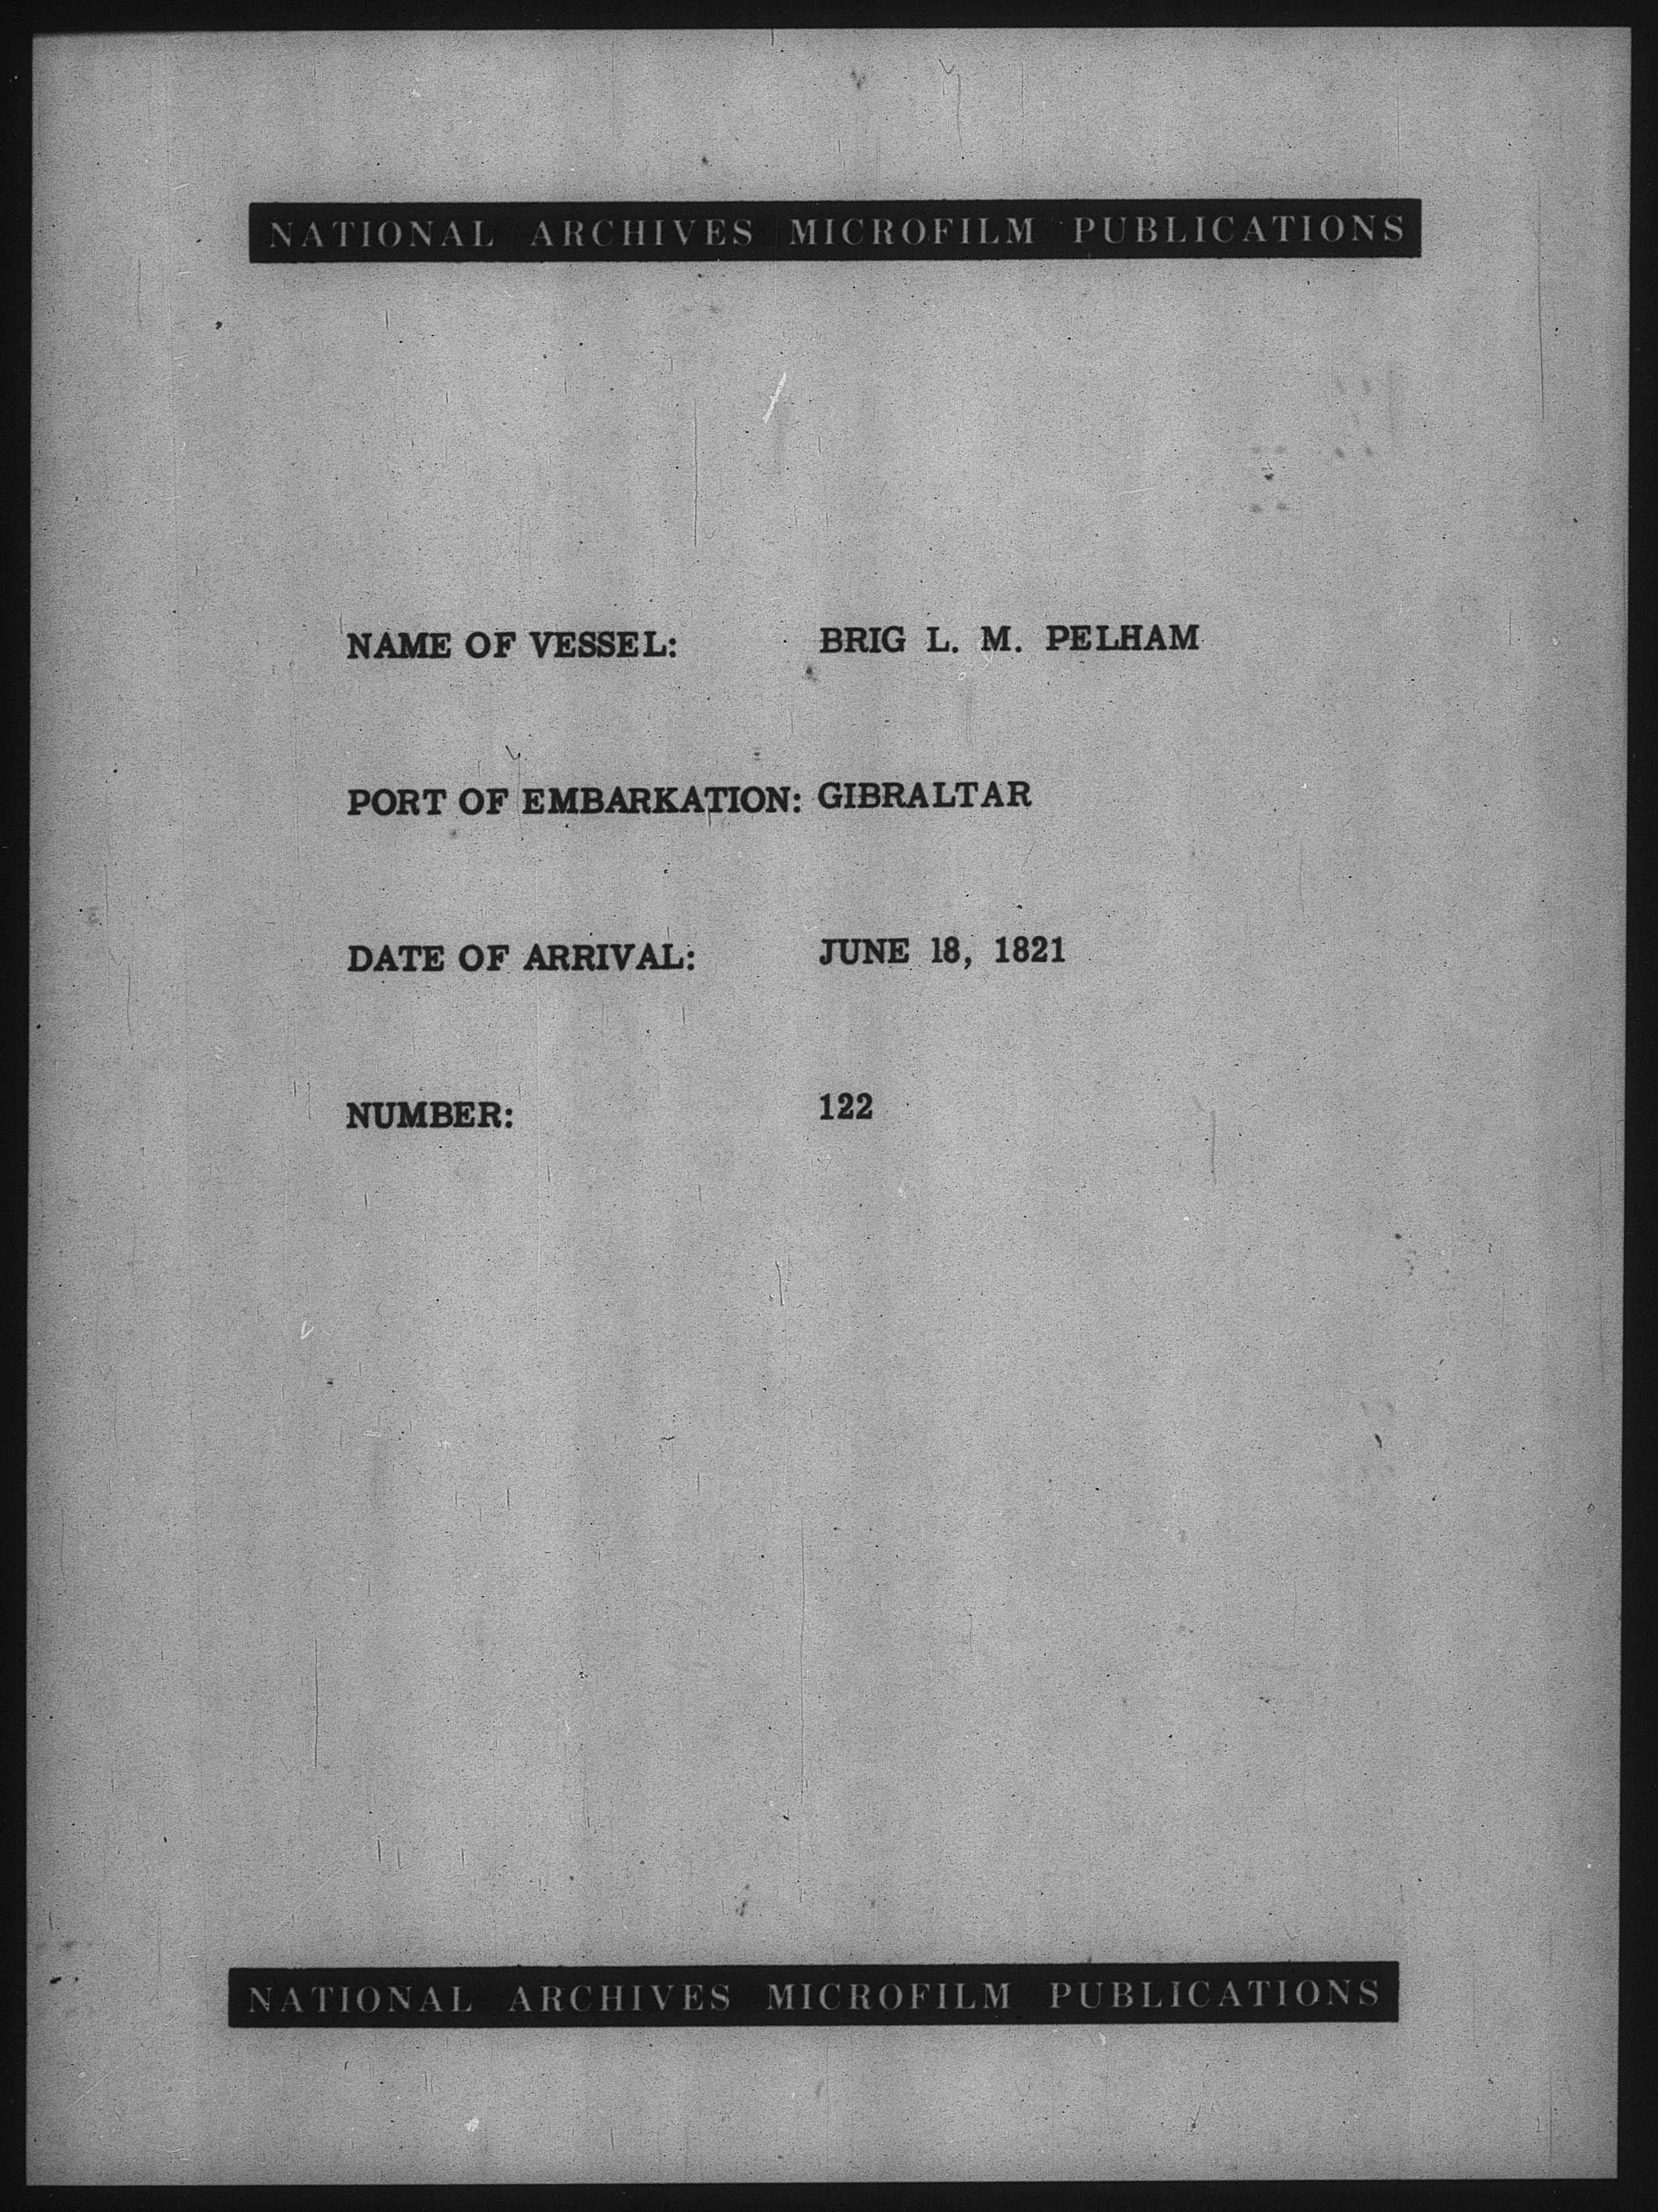 NATIONAL ARCHIVES MICROFILM PUBLICATIONS
NAME OF VESSEL: BRIG L. M. PELHAM
PORT OF EMBARKATION: GIBRALTAR
DATE OF ARRIVAL: JUNE 18, 1821
NUMBER: 122
NATIONAL ARCHIVES MICROFILM PUBLICATIONS